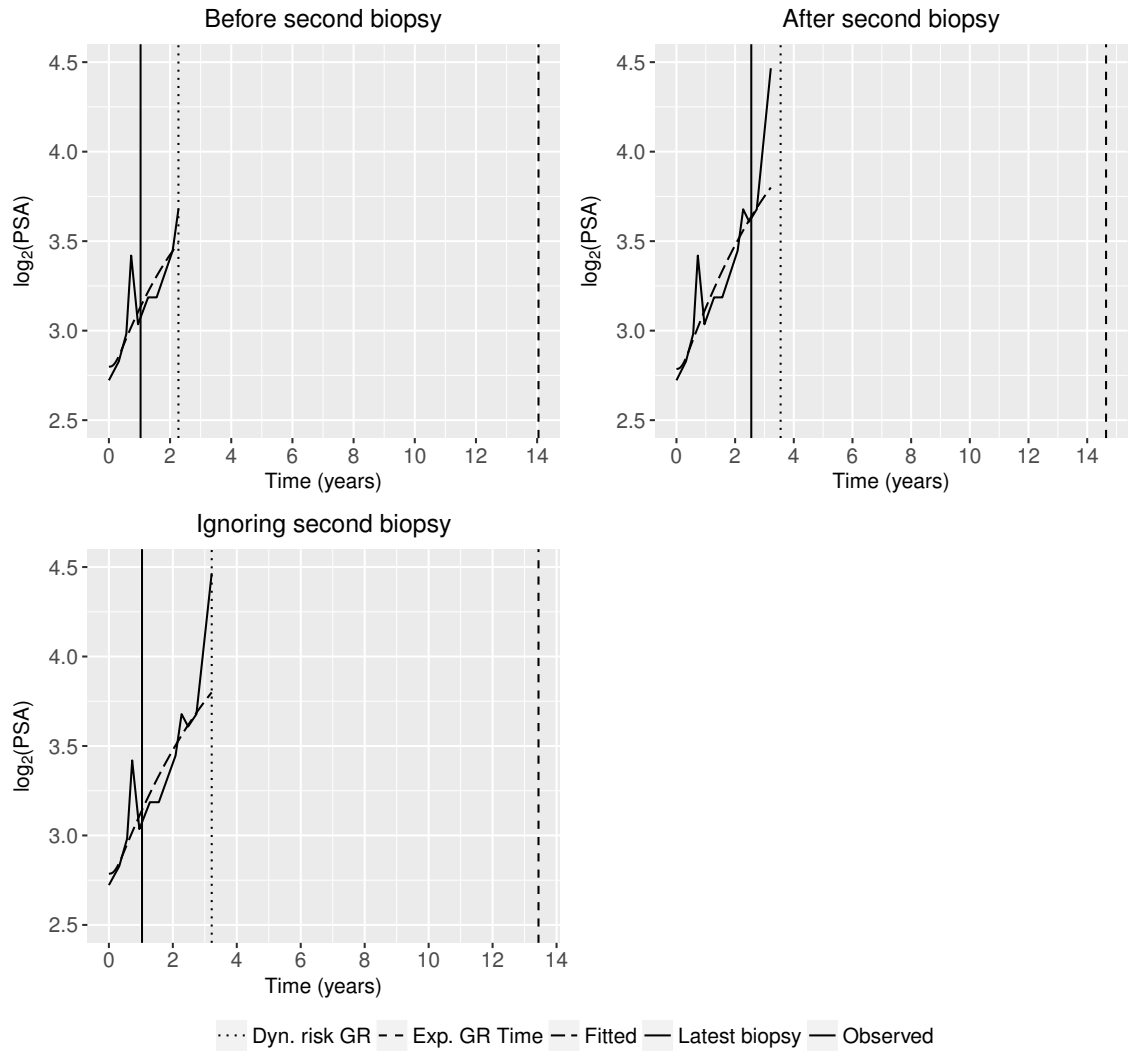 Before second biopsy
4.5
4.0
3.5
3.0
2.5
log₂(PSA)
0 2 4 6 8 10 12 14
Time (years)
After second biopsy
4.5
4.0
3.5
3.0
2.5
log₂(PSA)
0 2 4 6 8 10 12 14
Time (years)
Ignoring second biopsy
4.5
4.0
3.5
3.0
2.5
log₂(PSA)
0 2 4 6 8 10 12 14
Time (years)
Dyn. risk GR Exp. GR Time Fitted Latest biopsy Observed